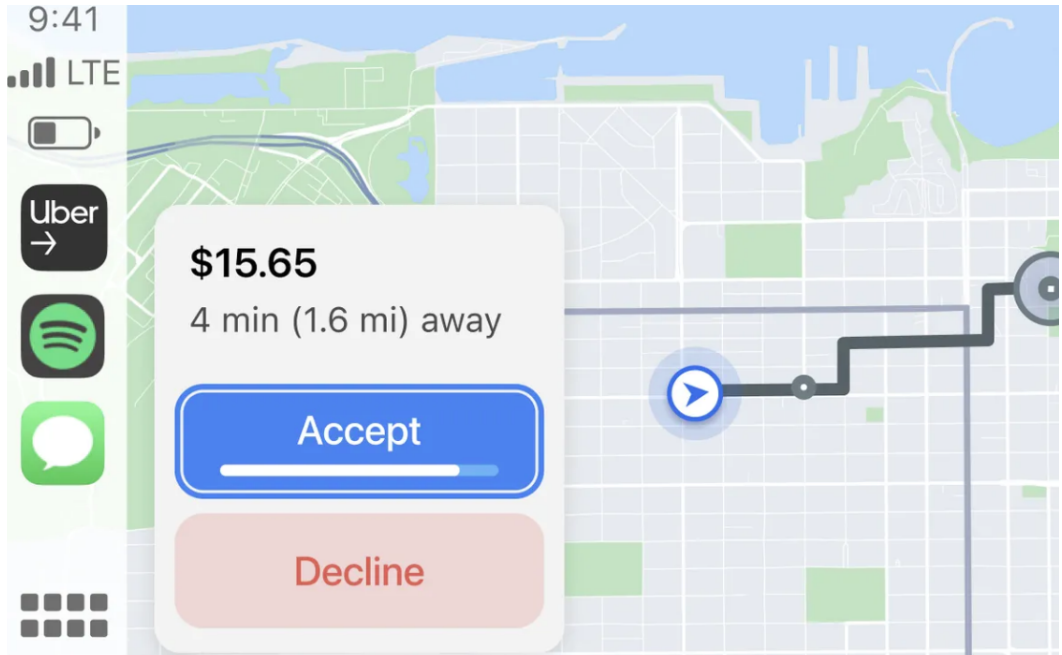 9:41
LTE
Uber
$15.65
4 min (1.6 mi) away
Accept
Decline